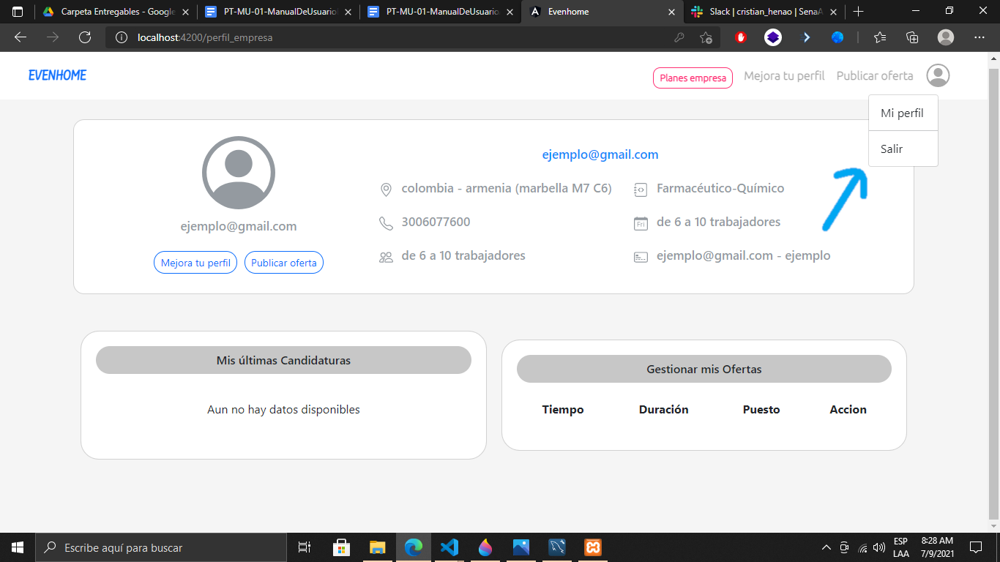 Carpeta Entregables - Google
PT-MU-01-ManualDeUsuario
PT-MU-01-ManualDeUsuario.
Evenhome
Slack | cristian_henao | SenaA
localhost:4200/perfil_empresa
EVENHOME
Planes empresa
Mejora tu perfil
Publicar oferta
Mi perfil
Salir
ejemplo@gmail.com
Mejora tu perfil
Publicar oferta
ejemplo@gmail.com
colombia - armenia (marbella M7 C6)
Farmacéutico-Químico
3006077600
Fri
de 6 a 10 trabajadores
de 6 a 10 trabajadores
ejemplo@gmail.com - ejemplo
Mis últimas Candidaturas
Aun no hay datos disponibles
Gestionar mis Ofertas
Tiempo Duración Puesto Accion
Escribe aquí para buscar
ESP
LAA
8:28 AM
7/9/2021